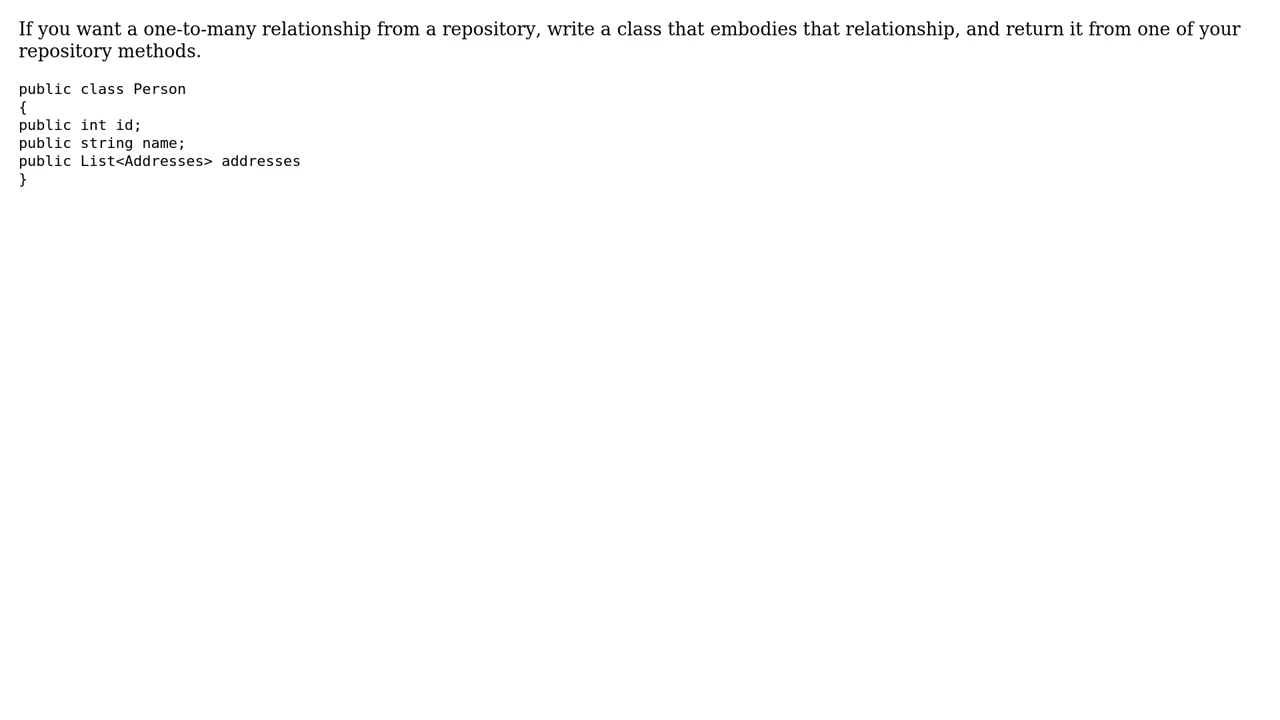 If you want a one-to-many relationship from a repository, write a class that embodies that relationship, and return it from one of your
repository methods.
public class Person
{
public int id;
public string name;
public List<Addresses> addresses
}